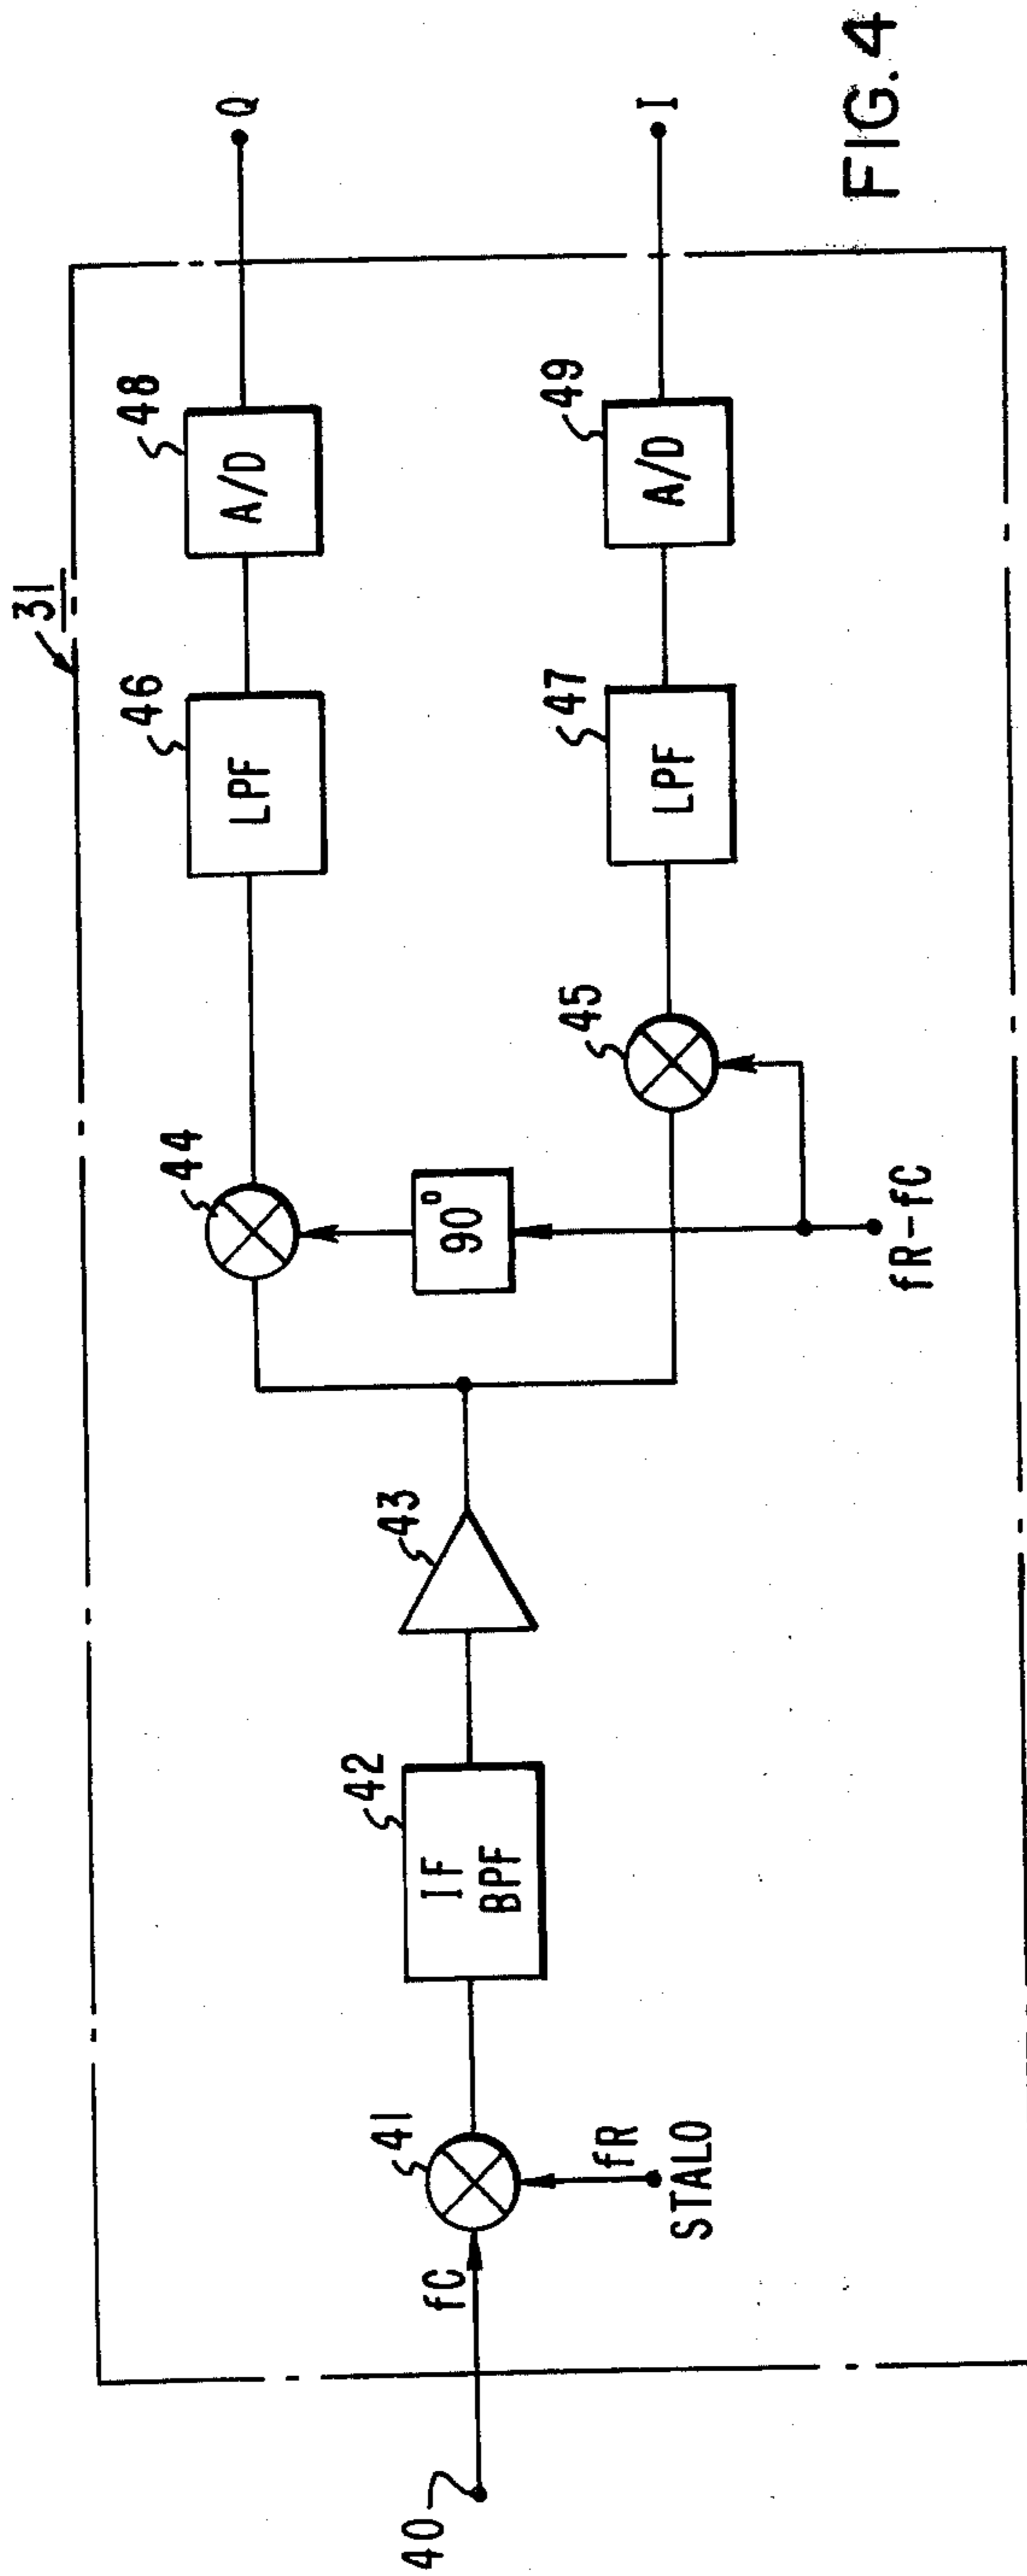 31
40
fC
41
fR
STALO
42
IF
BPF
43
44
90°
fR-fC
45
46
LPF
47
LPF
48
A/D
49
A/D
Q
I
FIG. 4